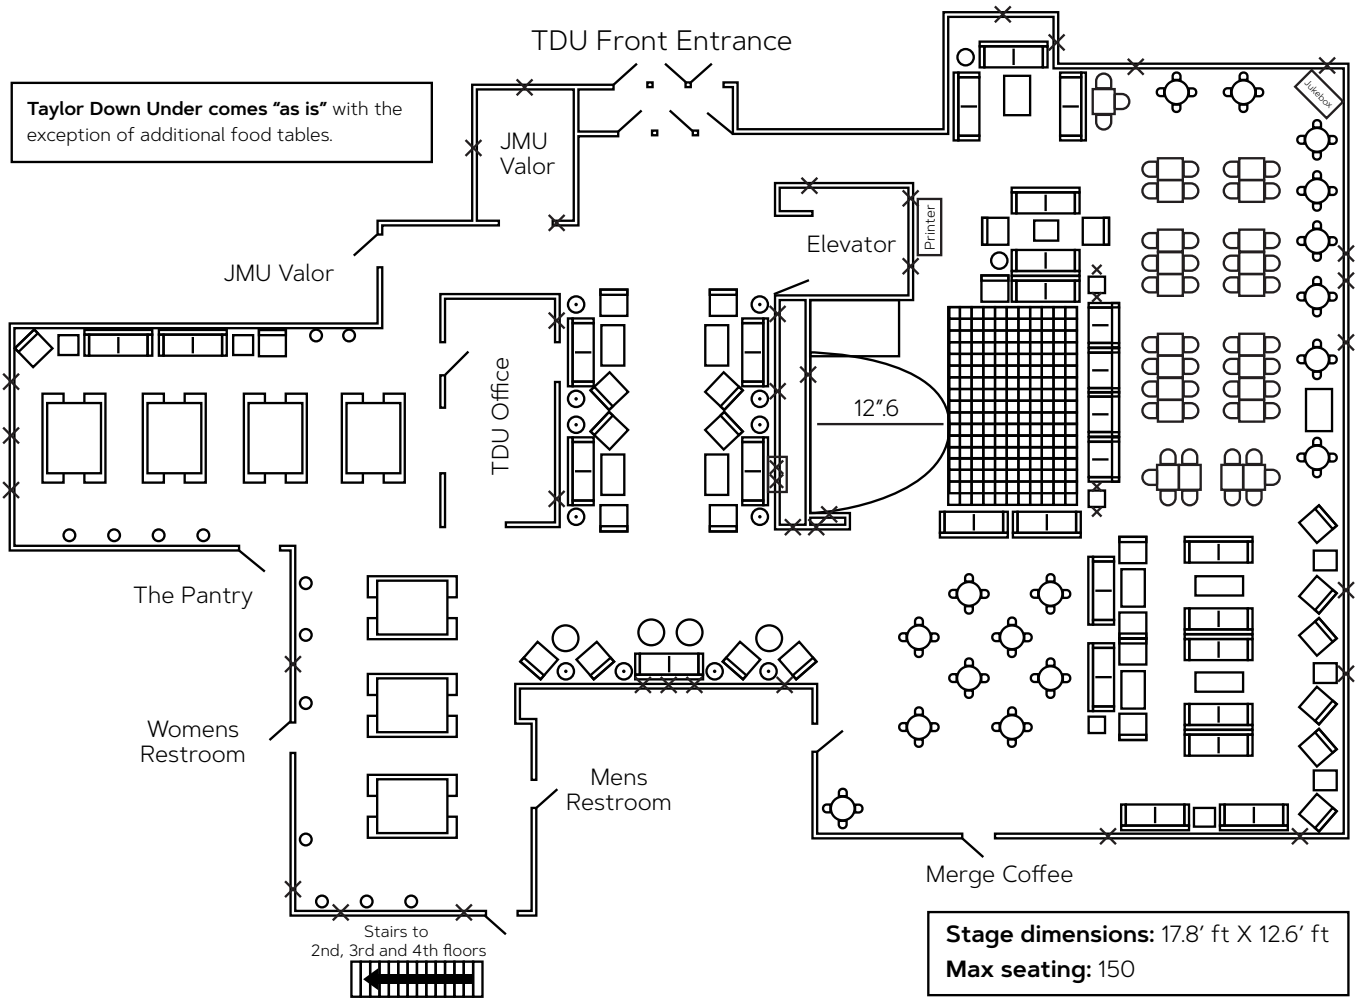 TDU Front Entrance
Taylor Down Under comes “as is” with the
exception of additional food tables.
JMU
Valor
Jukebox
Printer
Elevator
JMU Valor
TDU Office
12”.6
The Pantry
Womens
Restroom
Mens
Restroom
Merge Coffee
Stairs to
2nd, 3rd and 4th floors
Stage dimensions: 17.8’ ft X 12.6’ ft
Max seating: 150